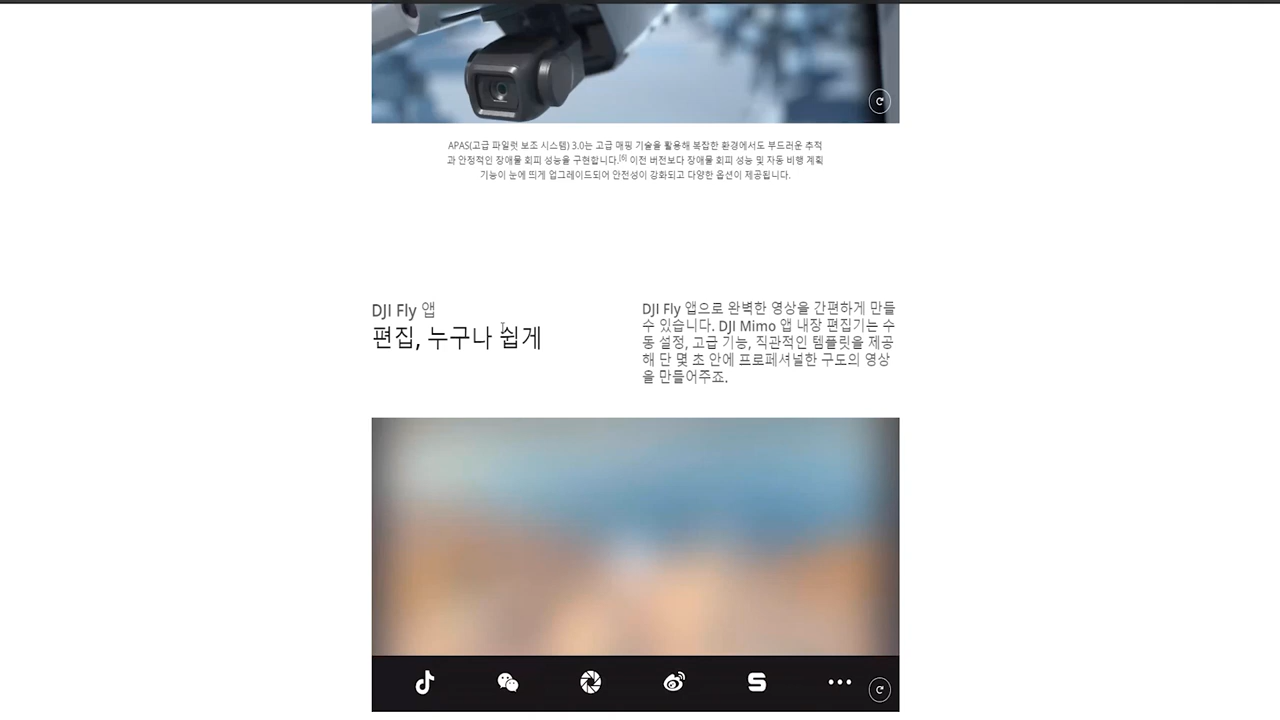 APAS(고급 파일럿 보조 시스템) 3.0는 고급 매핑 기술을 활용해 복잡한 환경에서도 부드러운 추적
과 안정적인 장애물 회피 성능을 구현합니다.[6] 이전 버전보다 장애물 회피 성능 및 자동 비행 계획
기능이 눈에 띄게 업그레이드되어 안전성이 강화되고 다양한 옵션이 제공됩니다.
DJI Fly 앱
편집, 누구나 쉽게
DJI Fly 앱으로 완벽한 영상을 간편하게 만들
수 있습니다. DJI Mimo 앱 내장 편집기는 수
동 설정, 고급 기능, 직관적인 템플릿을 제공
해 단 몇 초 안에 프로페셔널한 구도의 영상
을 만들어주죠.